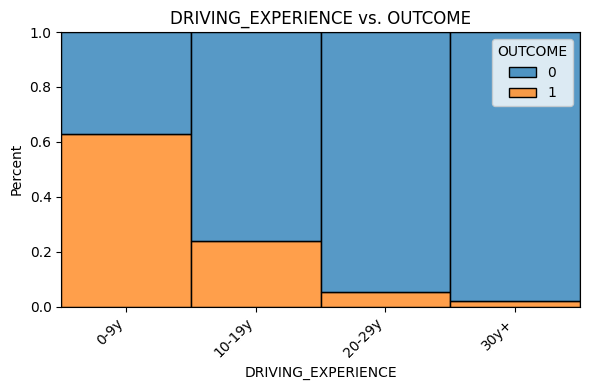 DRIVING_EXPERIENCE vs. OUTCOME
OUTCOME
0
1
Percent
1.0
0.8
0.6
0.4
0.2
0.0
0-9y
10-19y
20-29y
30y+
DRIVING_EXPERIENCE